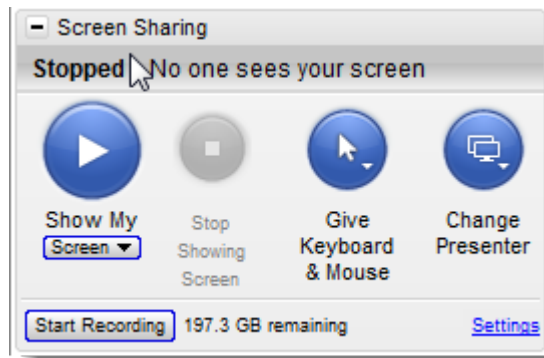 Screen Sharing
Stopped No one sees your screen
Show My
Screen
Stop
Showing
Screen
Give
Keyboard
& Mouse
Change
Presenter
Start Recording 197.3 GB remaining Settings